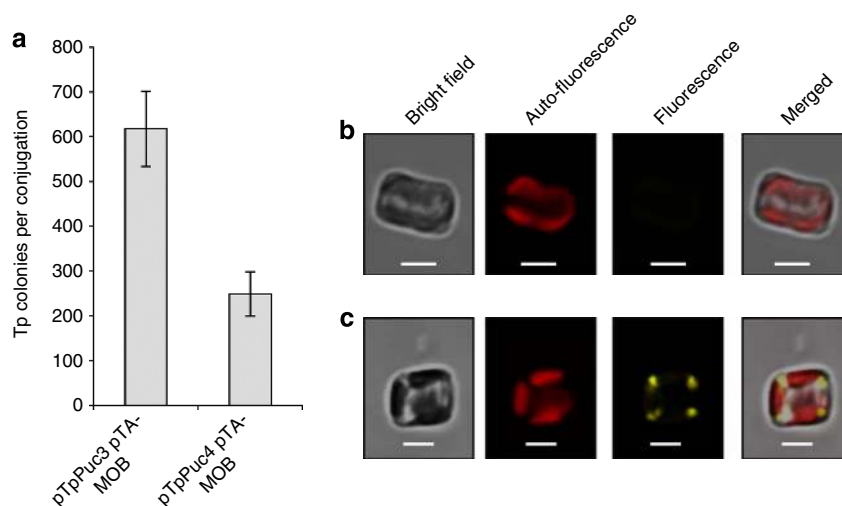 a
800
700
600
500
400
300
200
100
0
Tp colonies per conjugation
pTpPuc3 pTA-
MOB
pTpPuc4 pTA-
MOB
Bright field
Auto-fluorescence
Fluorescence
Merged
b
c